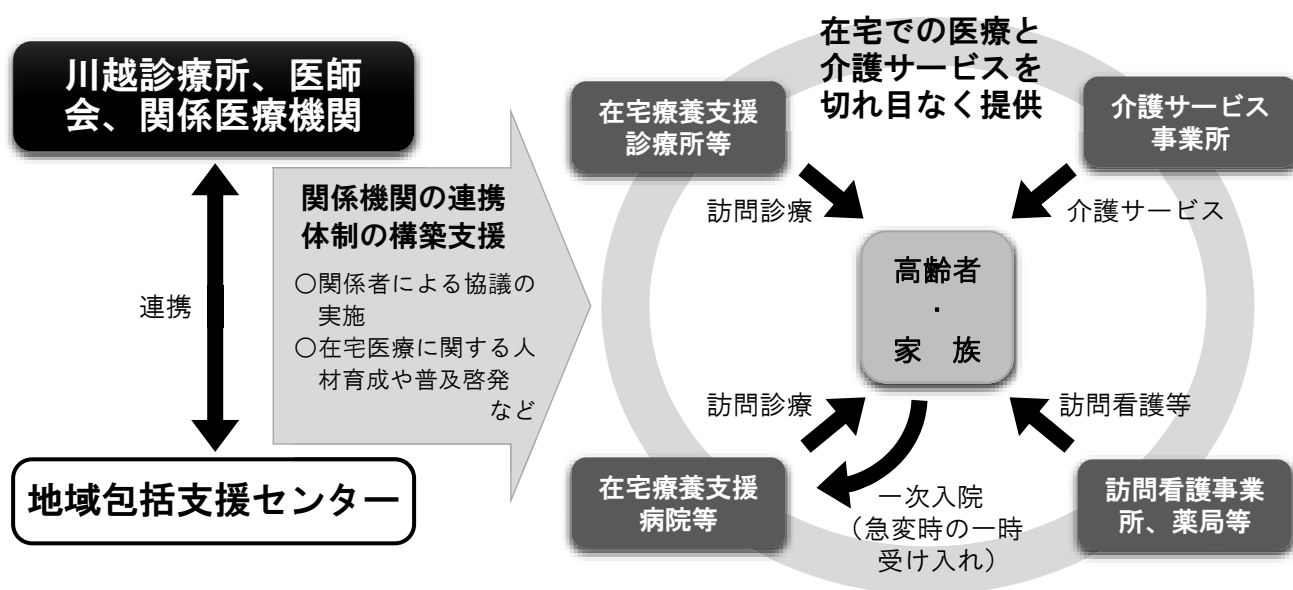 川越診療所、医師
会、関係医療機関
連携
地域包括支援センター
関係機関の連携
体制の構築支援
○関係者による協議の
実施
○在宅医療に関する人
材育成や普及啓発
など
在宅での医療と
介護サービスを
切れ目なく提供
在宅療養支援
診療所等
介護サービス
事業所
訪問診療
介護サービス
高齢者
・
家　族
訪問診療
訪問看護等
在宅療養支援
病院等
一次入院
（急変時の一時
受け入れ）
訪問看護事業
所、薬局等